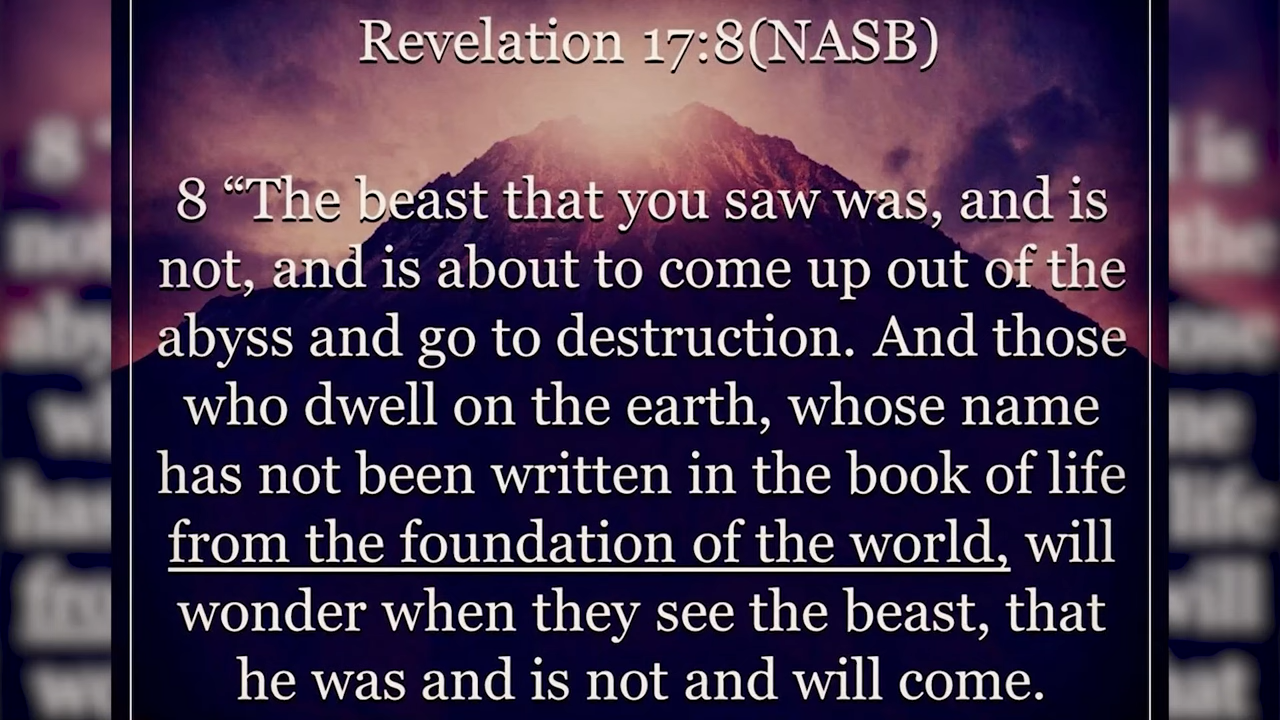 Revelation 17:8(NASB)
8 “The beast that you saw was, and is
not, and is about to come up out of the
abyss and go to destruction. And those
who dwell on the earth, whose name
has not been written in the book of life
from the foundation of the world, will
wonder when they see the beast, that
he was and is not and will come.